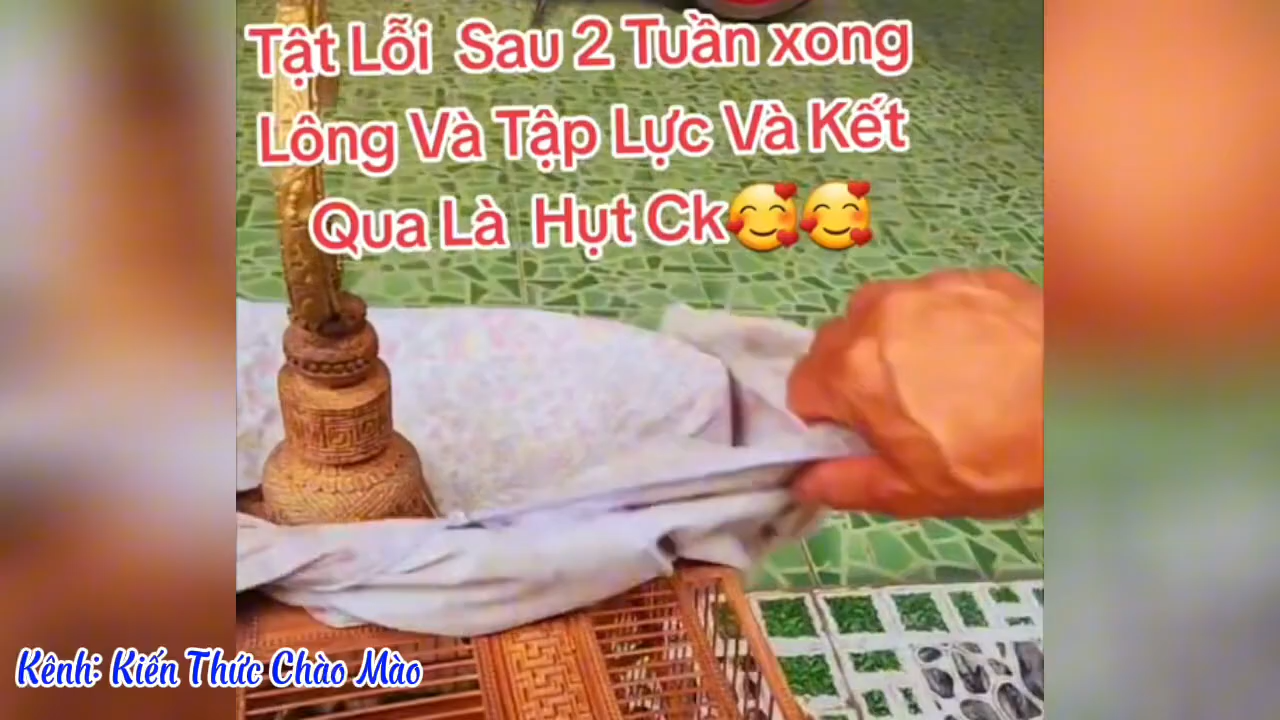 Tật Lỗi Sau 2 Tuần xong
Lông Và Tập Lực Và Kết
Qua Là Hụt Ck🥰🥰
Kênh: Kiến Thức Chào Mào